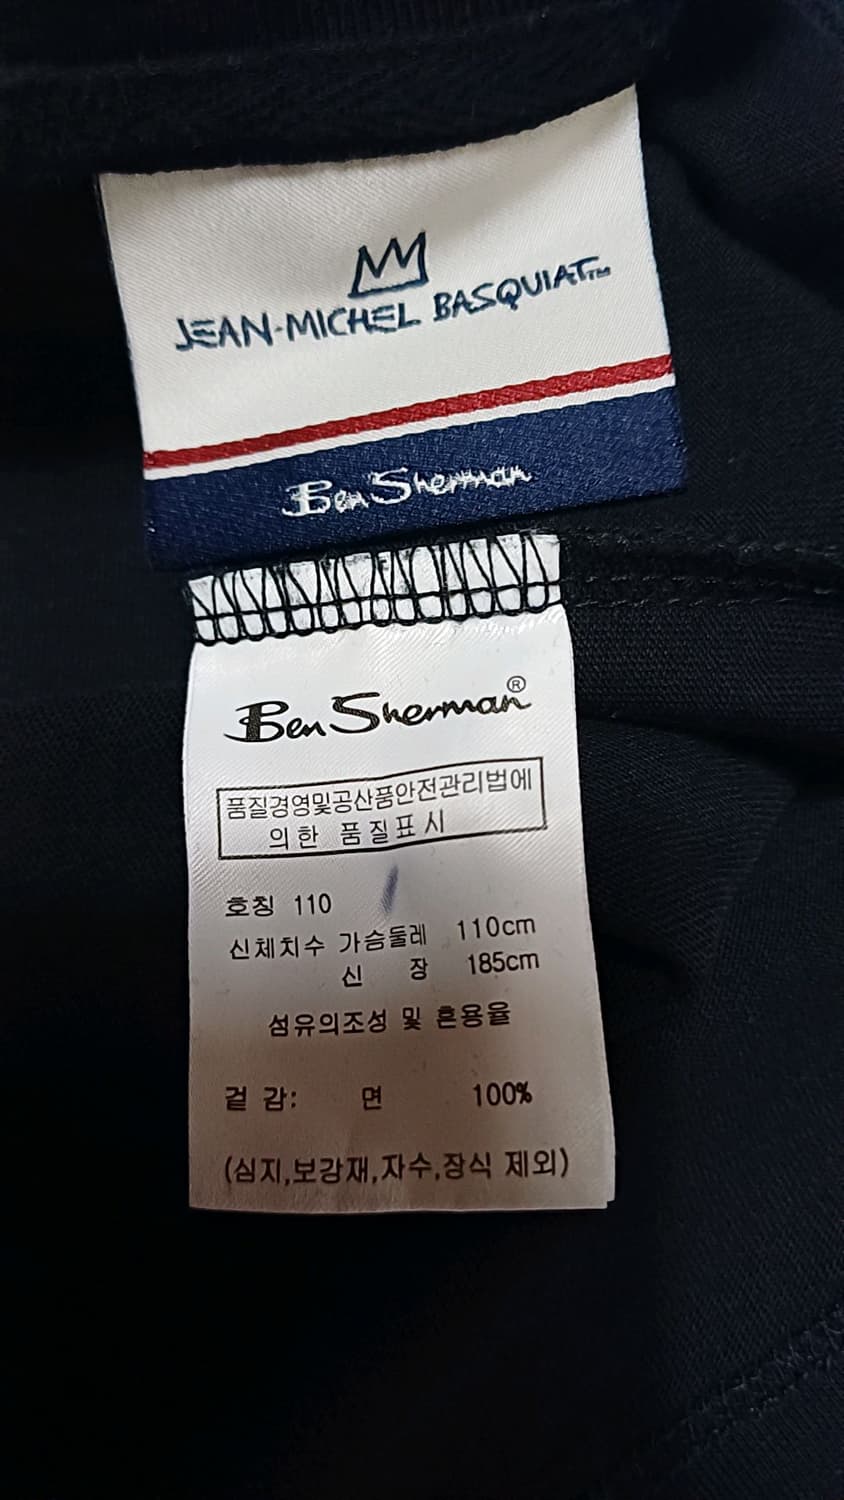 JEAN-MICHEL BASQUIAT™
Ben Sherman
Ben Sherman®
품질경영및공산품안전관리법에
의한 품질표시
호칭 110
신체치수 가슴둘레 110cm
신 장 185cm
섬유의조성 및 혼용율
겉 감: 면 100%
(심지,보강재,자수,장식 제외)